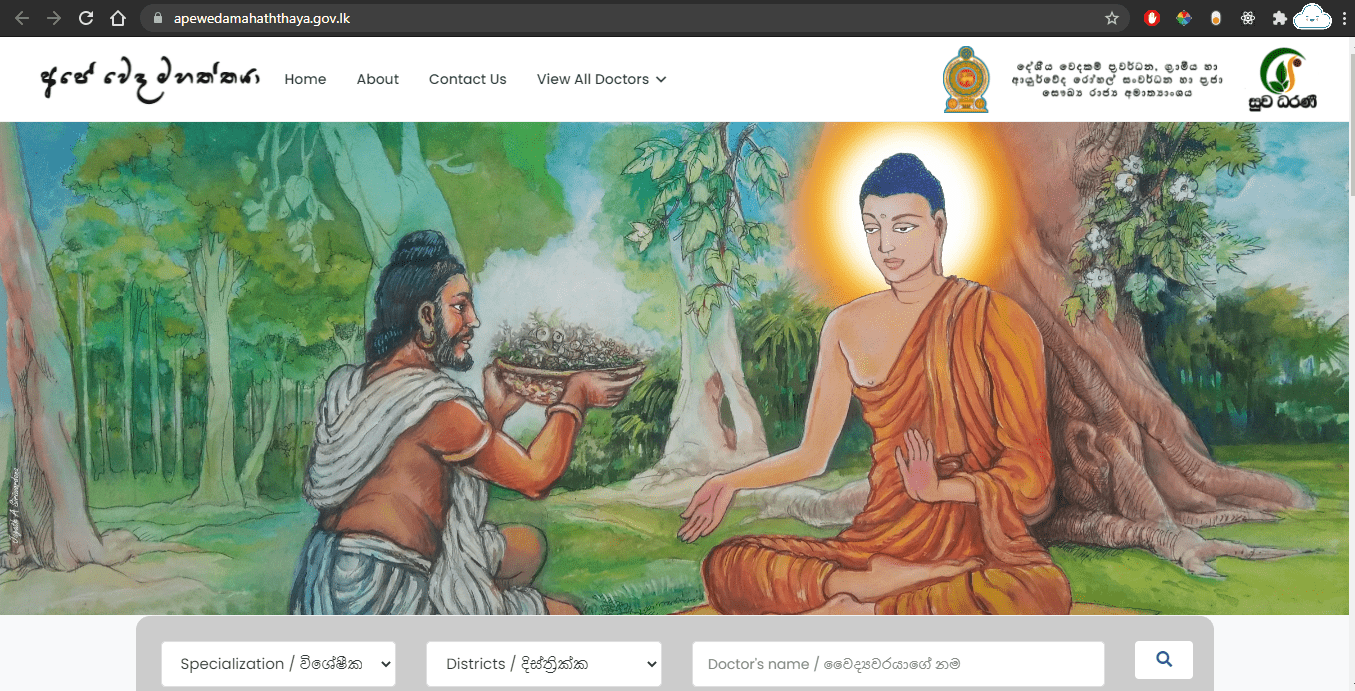 apewedamahaththaya.gov.lk
අපේ වෙද මහත්තයා
Home
About
Contact Us
View All Doctors
දේශීය වෛදකම් ප්‍රවර්ධන, ග්‍රාමීය හා
ආයුර්වේද රෝහල් සංවර්ධන හා ප්‍රජා
සෞඛ්‍ය රාජ්‍ය අමාත්‍යාංශය
සුව ධරණී
Specialization / විශේෂීක
Districts / දිස්ත්‍රික්ක
Doctor's name / වෛද්‍යවරයාගේ නම